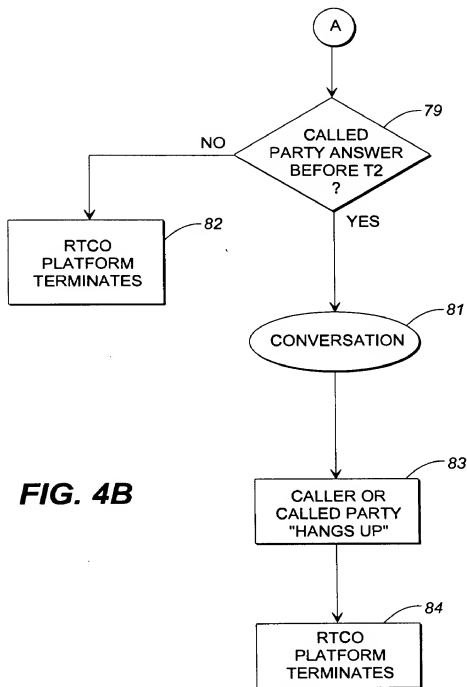 A
79
CALLED
PARTY ANSWER
BEFORE T2
?
NO
YES
82
RTCO
PLATFORM
TERMINATES
81
CONVERSATION
83
CALLER OR
CALLED PARTY
"HANGS UP"
FIG. 4B
84
RTCO
PLATFORM
TERMINATES